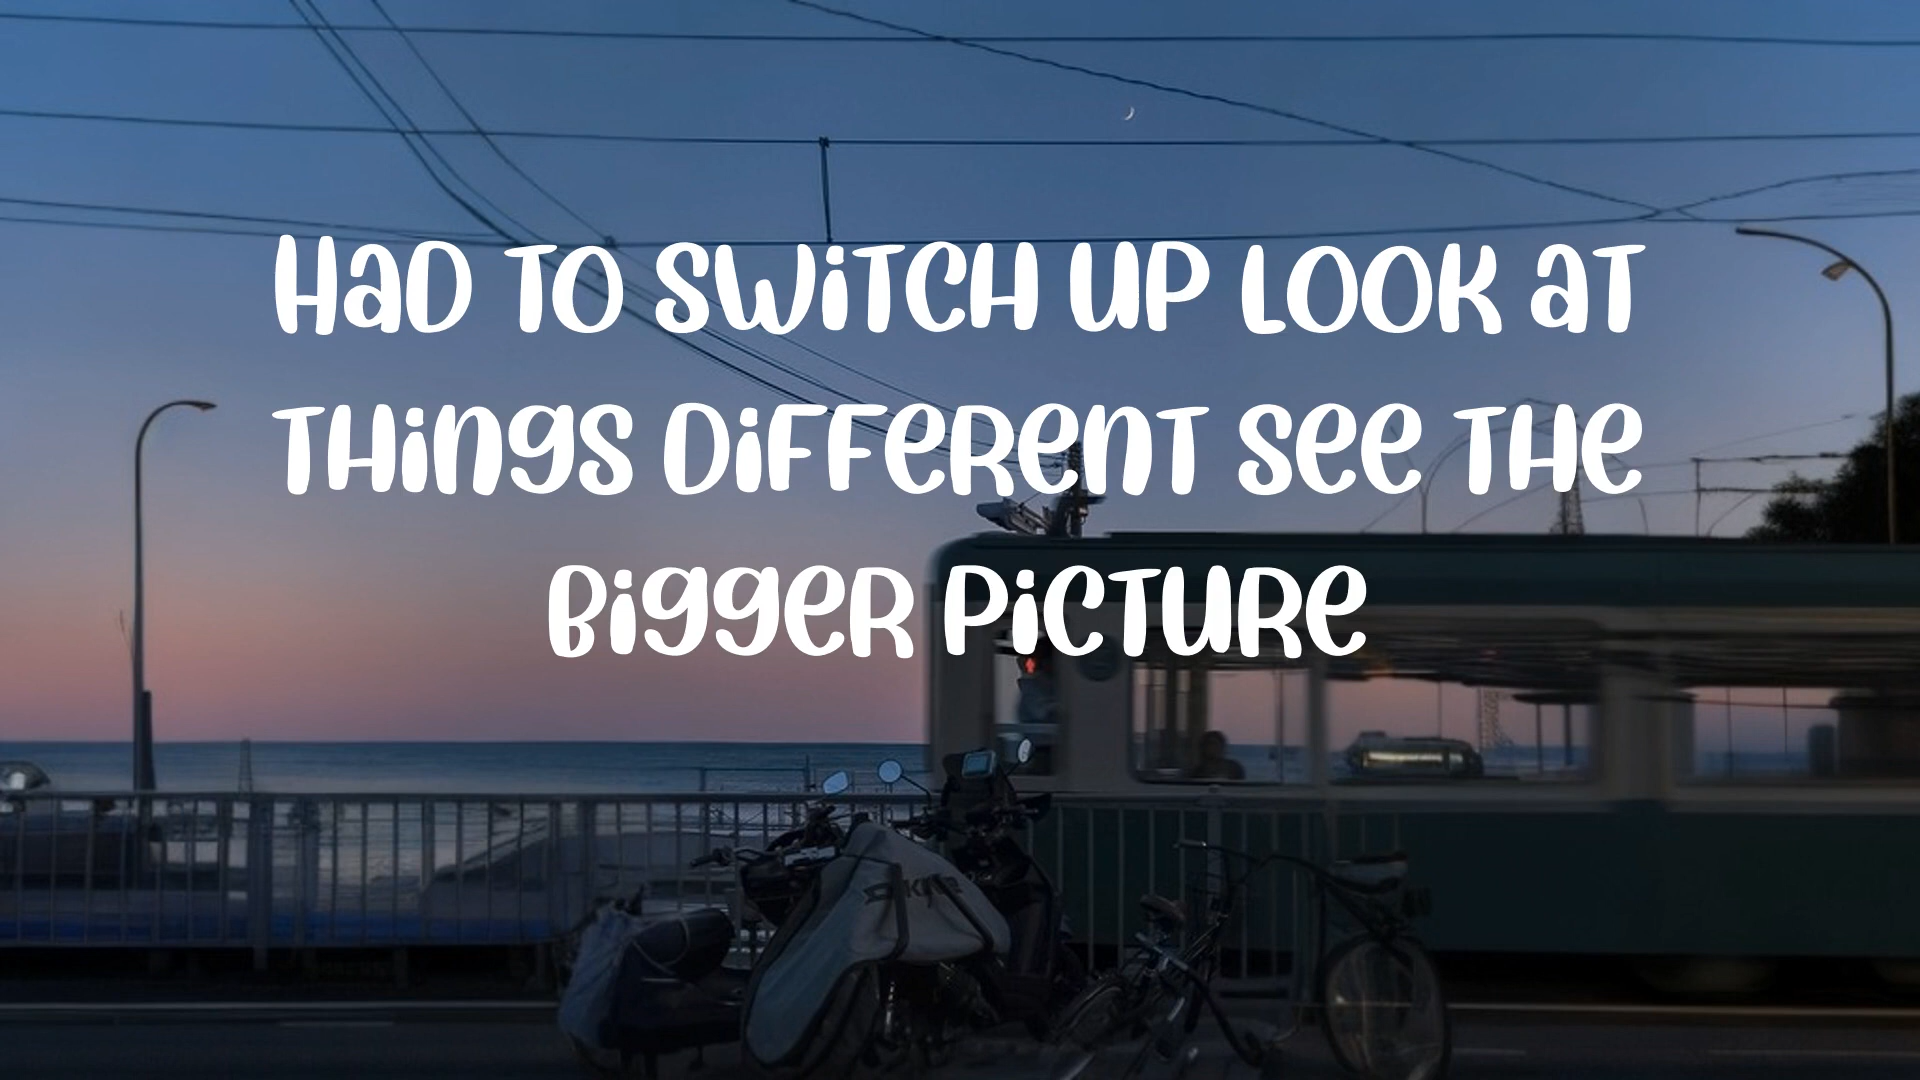 HaD TO SWiTCH UP LOOK aT
THiNgS DiFFeReNT See THe
BiggeR PiCTURe